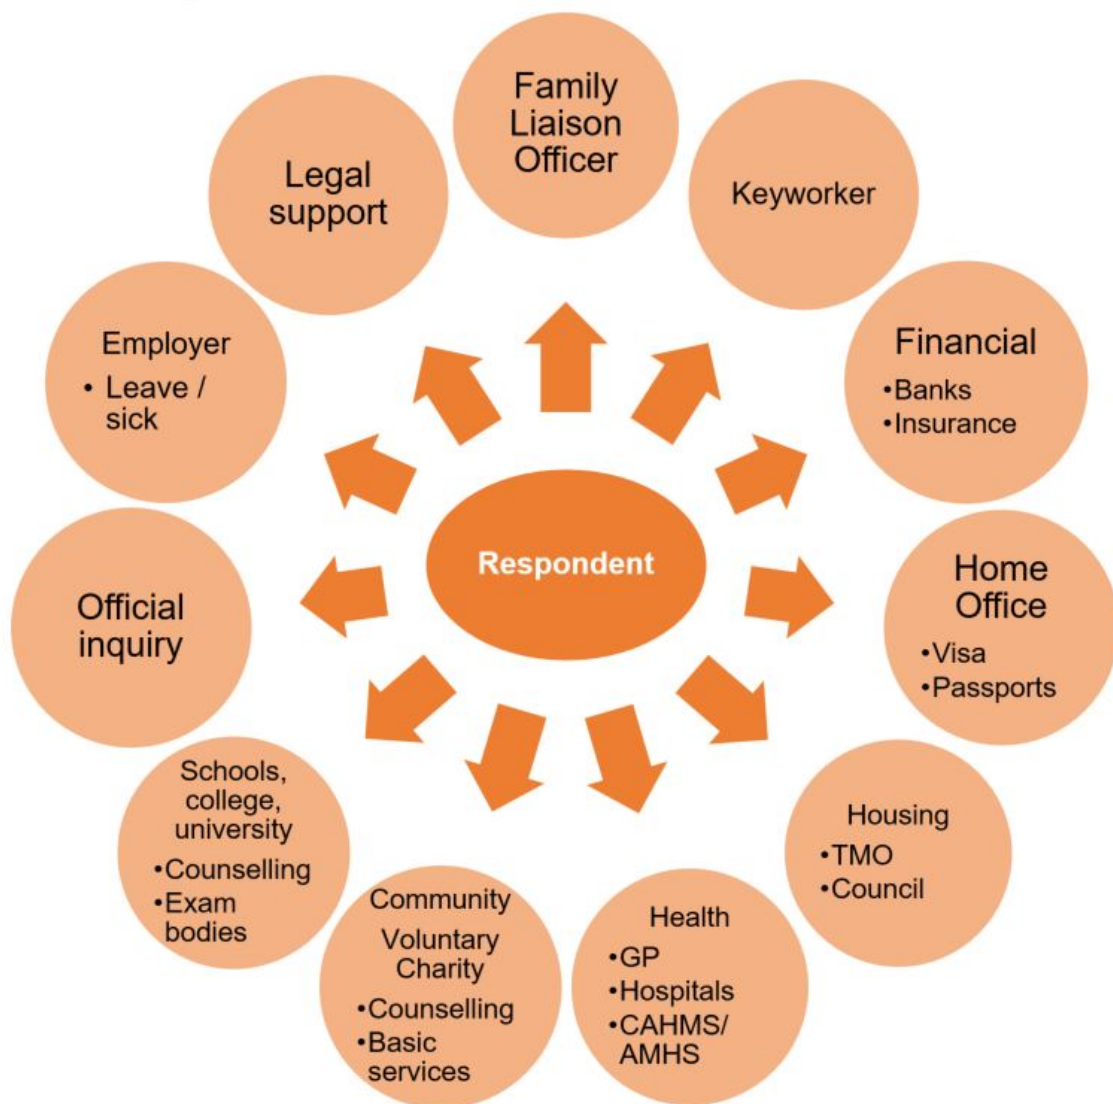 Family
Liaison
Officer
Keyworker
Financial
•Banks
•Insurance
Home
Office
•Visa
•Passports
Housing
•TMO
•Council
Health
•GP
•Hospitals
•CAHMS/
AMHS
Community
Voluntary
Charity
•Counselling
•Basic
services
Schools,
college,
university
•Counselling
•Exam
bodies
Official
inquiry
Employer
• Leave /
sick
Legal
support
Respondent